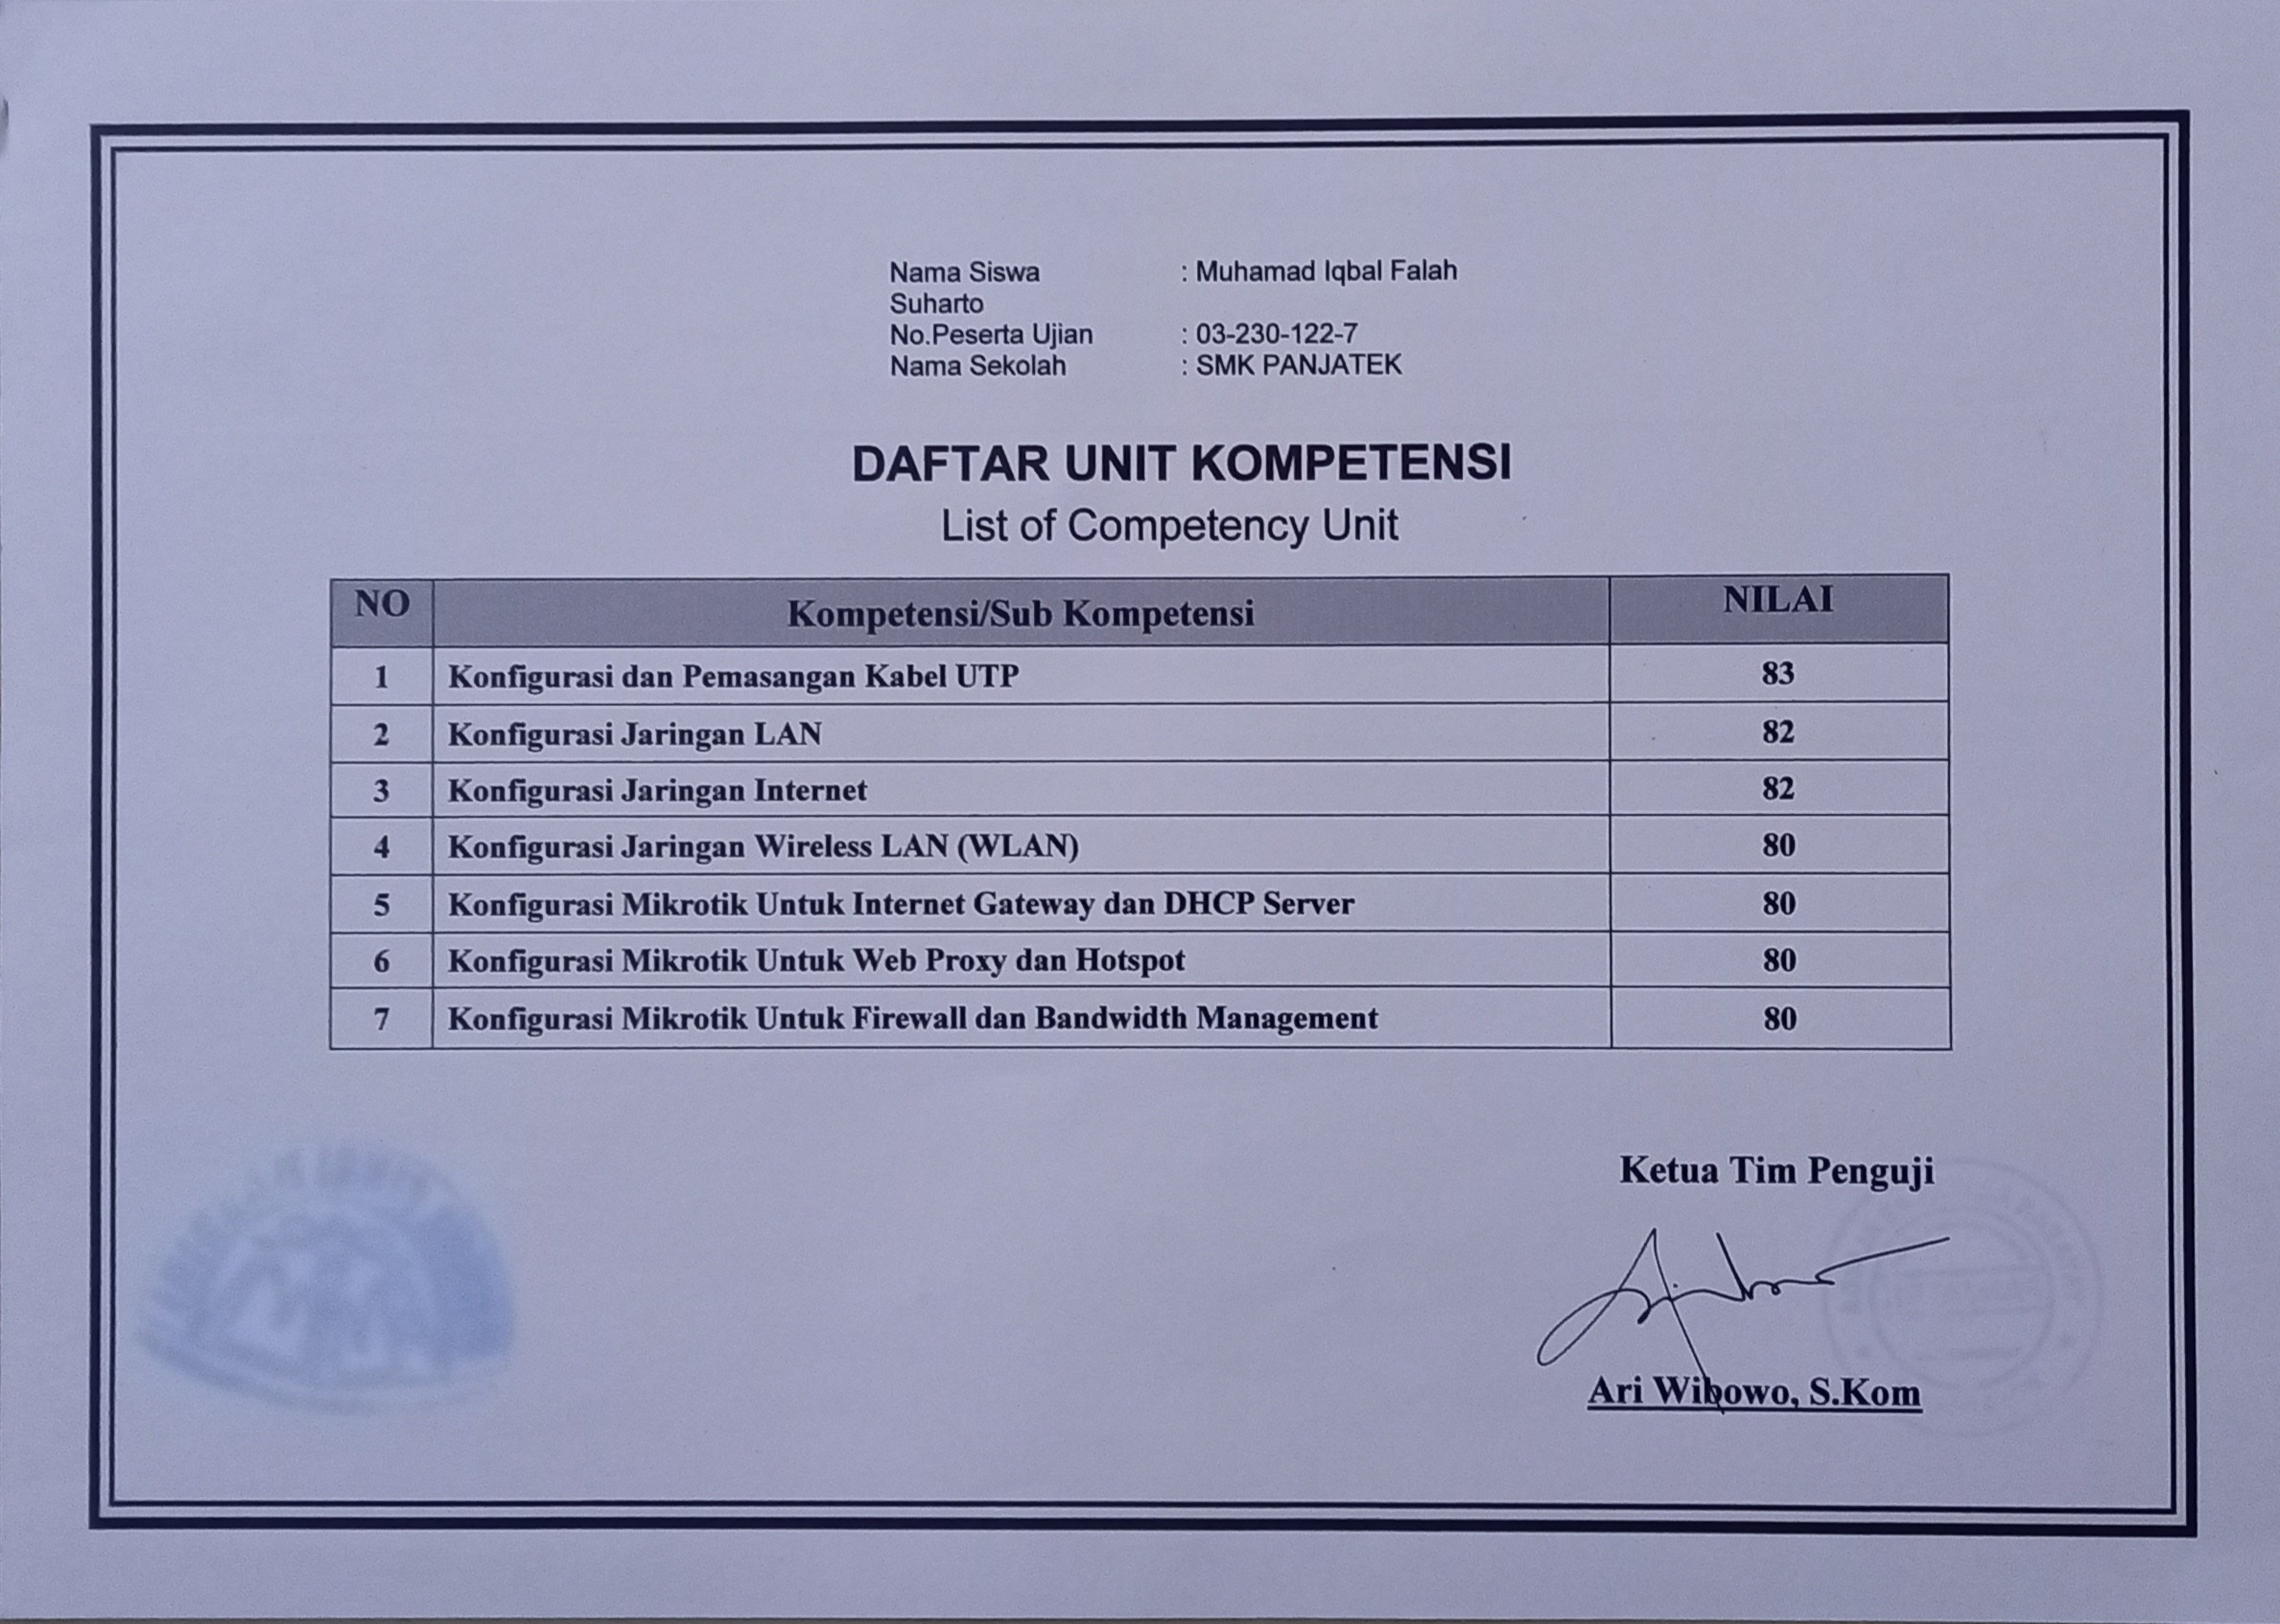 Nama Siswa : Muhamad Iqbal Falah
Suharto
No.Peserta Ujian : 03-230-122-7
Nama Sekolah : SMK PANJATEK
DAFTAR UNIT KOMPETENSI
List of Competency Unit
NO Kompetensi/Sub Kompetensi NILAI
1 Konfigurasi dan Pemasangan Kabel UTP 83
2 Konfigurasi Jaringan LAN 82
3 Konfigurasi Jaringan Internet 82
4 Konfigurasi Jaringan Wireless LAN (WLAN) 80
5 Konfigurasi Mikrotik Untuk Internet Gateway dan DHCP Server 80
6 Konfigurasi Mikrotik Untuk Web Proxy dan Hotspot 80
7 Konfigurasi Mikrotik Untuk Firewall dan Bandwidth Management 80
Ketua Tim Penguji
Ari Wibowo, S.Kom